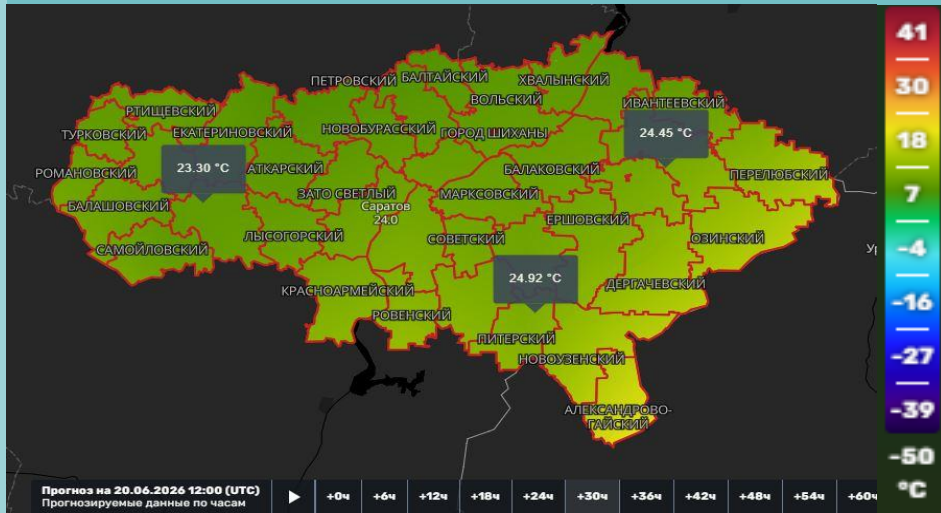 ПЕТРОВСКИЙ
БАЛТАЙСКИЙ
ХВАЛЫНСКИЙ
ВОЛЬСКИЙ
ИВАНТЕЕВСКИЙ
РТИЩЕВСКИЙ
ТУРКОВСКИЙ
ЕКАТЕРИНОВСКИЙ
НОВОБУРАССКИЙ
ГОРОД ШИХАНЫ
24.45 °C
23.30 °C
РОМАНОВСКИЙ
АТКАРСКИЙ
БАЛАКОВСКИЙ
ПЕРЕЛЮБСКИЙ
ЗАТО СВЕТЛЫЙ
МАРКСОВСКИЙ
БАЛАШОВСКИЙ
Саратов
24.0
ЕРШОВСКИЙ
ЛЫСОГОРСКИЙ
СОВЕТСКИЙ
ОЗИНСКИЙ
САМОЙЛОВСКИЙ
24.92 °C
ДЕРГАЧЕВСКИЙ
КРАСНОАРМЕЙСКИЙ
РОВЕНСКИЙ
ПИТЕРСКИЙ
НОВОУЗЕНСКИЙ
АЛЕКСАНДРОВО-
ГАЙСКИЙ
41
30
18
7
-4
-16
-27
-39
-50
°C
Прогноз на 20.06.2026 12:00 (UTC)
Прогнозируемые данные по часам
+0ч +6ч +12ч +18ч +24ч +30ч +36ч +42ч +48ч +54ч +60ч